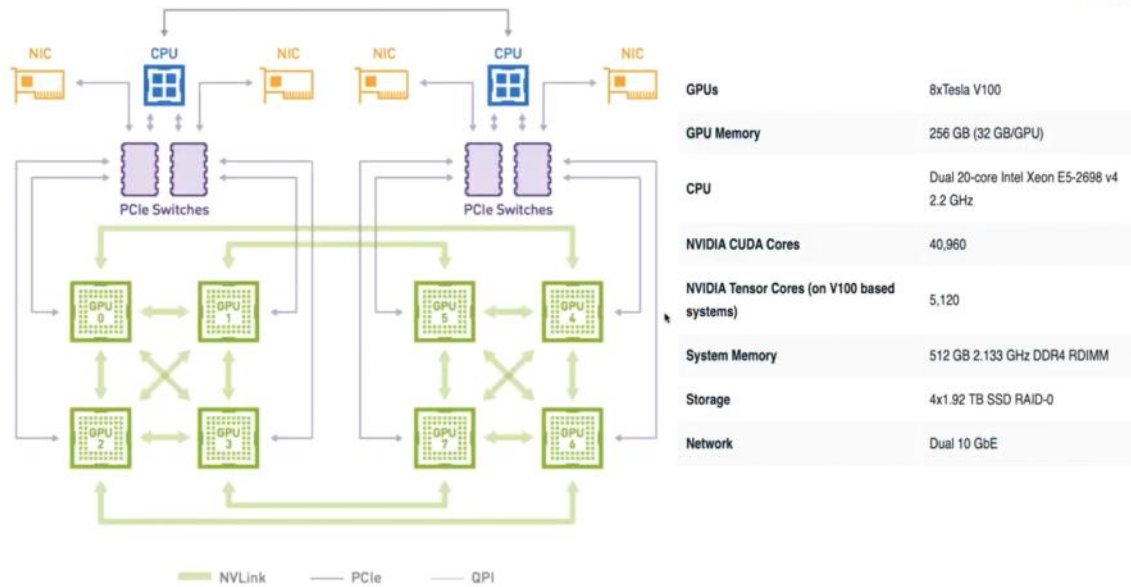 NIC
CPU
NIC
NIC
CPU
NIC
PCIe Switches
PCIe Switches
GPU
0
GPU
1
GPU
5
GPU
4
GPU
2
GPU
3
GPU
7
GPU
6
NVLink
PCIe
QPI
GPUs
8xTesla V100
GPU Memory
256 GB (32 GB/GPU)
CPU
Dual 20-core Intel Xeon E5-2698 v4
2.2 GHz
NVIDIA CUDA Cores
40,960
NVIDIA Tensor Cores (on V100 based
systems)
5,120
System Memory
512 GB 2.133 GHz DDR4 RDIMM
Storage
4x1.92 TB SSD RAID-0
Network
Dual 10 GbE